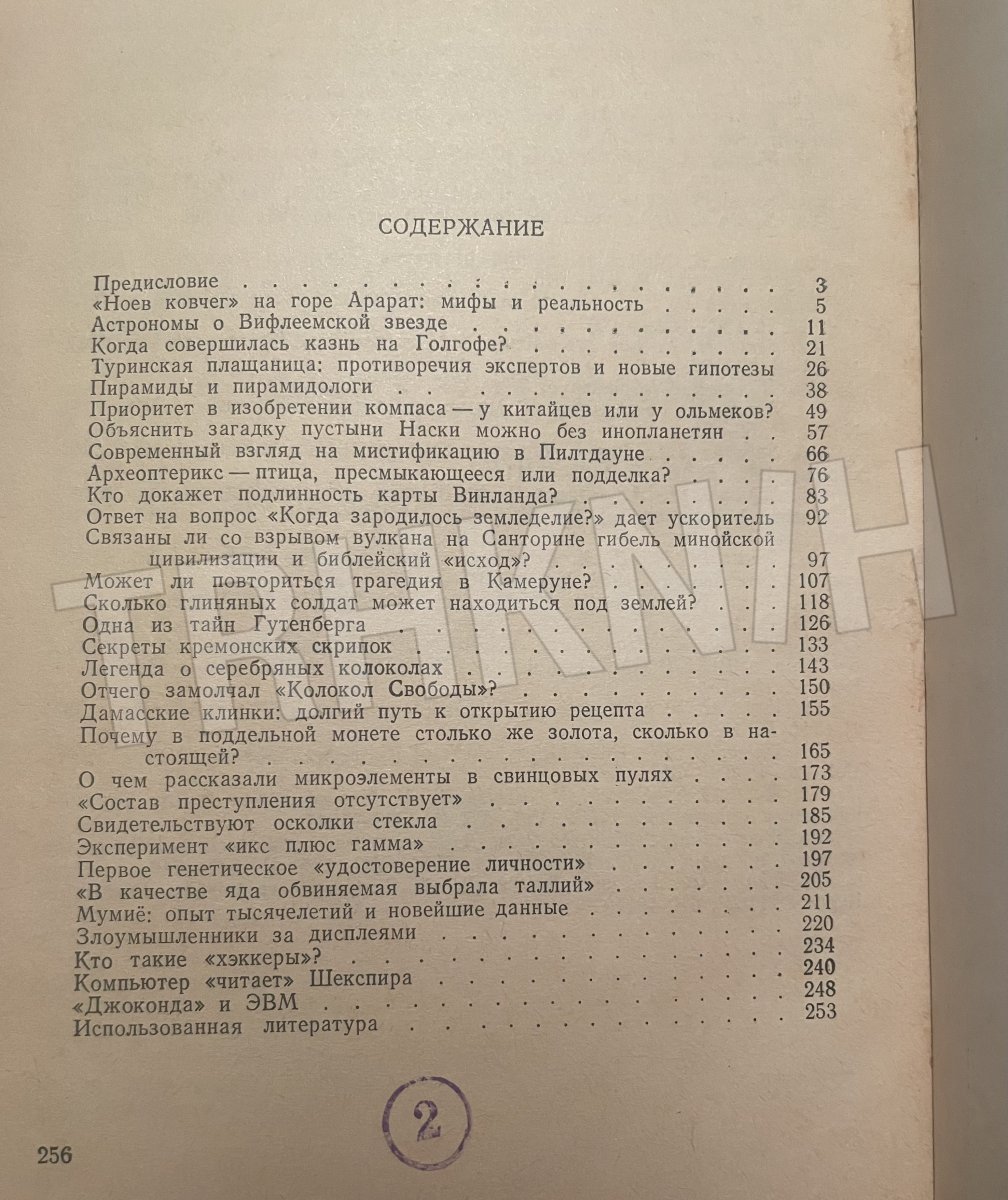 СОДЕРЖАНИЕ
Предисловие . . . . . . . . . . . . . . . . . . . . 3
«Ноев ковчег» на горе Арарат: мифы и реальность . . . . . 5
Астрономы о Вифлеемской звезде . . . . . . . . . . . . 11
Когда совершилась казнь на Голгофе? . . . . . . . . . . 21
Туринская плащаница: противоречия экспертов и новые гипотезы 26
Пирамиды и пирамидологи . . . . . . . . . . . . . . 38
Приоритет в изобретении компаса — у китайцев или у ольмеков? 49
Объяснить загадку пустыни Наски можно без инопланетян . . 57
Современный взгляд на мистификацию в Пилтдауне . . . . . 66
Археоптерикс — птица, пресмыкающееся или подделка? . . . . 76
Кто докажет подлинность карты Винланда? . . . . . . . . 83
Ответ на вопрос «Когда зародилось земледелие?» дает ускоритель 92
Связаны ли со взрывом вулкана на Санторине гибель минойской
цивилизации и библейский «исход»? . . . . . . . . . 97
Может ли повториться трагедия в Камеруне? . . . . . . . 107
Сколько глиняных солдат может находиться под землей? . . . 118
Одна из тайн Гутенберга . . . . . . . . . . . . . . 126
Секреты кремонских скрипок . . . . . . . . . . . . . 133
Легенда о серебряных колоколах . . . . . . . . . . . . 143
Отчего замолчал «Колокол Свободы»? . . . . . . . . . . 150
Дамасские клинки: долгий путь к открытию рецепта . . . . . 155
Почему в поддельной монете столько же золота, сколько в на-
стоящей? . . . . . . . . . . . . . . . . . . 165
О чем рассказали микроэлементы в свинцовых пулях . . . . 173
«Состав преступления отсутствует» . . . . . . . . . . . 179
Свидетельствуют осколки стекла . . . . . . . . . . . . 185
Эксперимент «икс плюс гамма» . . . . . . . . . . . . 192
Первое генетическое «удостоверение личности» . . . . . . . 197
«В качестве яда обвиняемая выбрала таллий» . . . . . . . 205
Мумиё: опыт тысячелетий и новейшие данные . . . . . . . . 211
Злоумышленники за дисплеями . . . . . . . . . . . . 220
Кто такие «хэккеры»? . . . . . . . . . . . . . . . . 234
Компьютер «читает» Шекспира . . . . . . . . . . . . . 240
«Джоконда» и ЭВМ . . . . . . . . . . . . . . . . . 248
Использованная литература . . . . . . . . . . . . . . 253
2
256
TRHKNIH